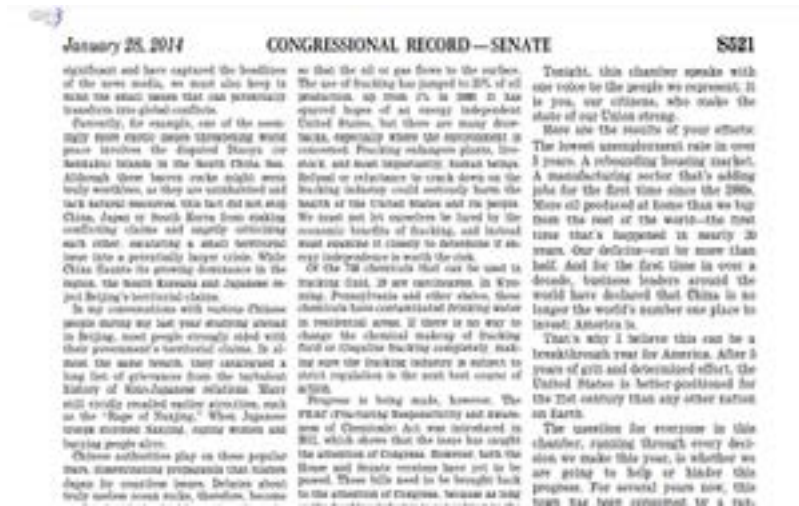 January 28, 2014
CONGRESSIONAL RECORD — SENATE
S521
significant and have captured the headlines
of the news media, we must also keep in
mind the small issues that can potentially
transform into global conflicts.
Currently, for example, one of the seem-
ingly more exotic issues threatening world
peace involves the disputed Diaoyu (or
Senkaku) Islands in the South China Sea.
Although these barren rocks might seem
truly worthless, as they are uninhabited and
lack natural resources, this fact did not stop
China, Japan or South Korea from making
conflicting claims and angrily criticizing
each other, escalating a small territorial
issue into a potentially larger crisis. While
China flaunts its growing dominance in the
region, the South Koreans and Japanese re-
ject Beijing's territorial claims.
In my conversations with various Chinese
people during my last year studying abroad
in Beijing, most people strongly sided with
their government's territorial claims. In al-
most the same breath, they catalogued a
long list of grievances from the turbulent
history of Sino-Japanese relations. Many
still vividly recalled earlier atrocities, such
as the "Rape of Nanjing." When Japanese
troops stormed Nanjing, raping women and
burying people alive.
Chinese authorities play on these popular
truly useless ocean rocks, therefore, become
so that the oil or gas flows to the surface.
The use of fracking has jumped to of oil
production, up from in 2000. It has
spurred hopes of an energy independent
United States, but there are many draw-
backs, especially where the environment is
concerned. Fracking endangers plants, live-
stock, and most importantly, human beings.
Refusal or reluctance to crack down on the
fracking industry could seriously harm the
health of the United States and its people.
We must not let ourselves be lured by the
economic benefits of fracking, and instead
must examine it closely to determine if en-
ergy independence is worth the risk.
Of the 750 chemicals that can be used in
fracking fluid, 29 are carcinogens. In Wyo-
ming, Pennsylvania and other states, these
chemicals have contaminated drinking water
in residential areas. If there is no way to
change the chemical makeup of fracking
fluid or completely mak-
ing sure the fracking industry is subject to
strict regulation is the next best course of
action.
Progress is being made, however. The
FRAC (Fracturing Responsibility and Aware-
ness of Chemicals) Act was introduced in
which shows that the issue has caught
the attention of Congress. However, both the
House and Senate versions have yet to be
passed. These bills need to be brought back
to the attention of Congress, because as long
Tonight, this chamber speaks with
one voice to the people we represent: it
is you, our citizens, who make the
state of our Union strong.
Here are the results of your efforts:
The lowest unemployment rate in over
5 years. A rebounding housing market.
A manufacturing sector that's adding
jobs for the first time since the 1990s.
More oil produced at home than we buy
from the rest of the world—the first
time that's happened in nearly 20
years. Our deficits—cut by more than
half. And for the first time in over a
decade, business leaders around the
world have declared that China is no
longer the world's number one place to
invest; America is.
That's why I believe this can be a
breakthrough year for America. After 5
years of grit and determined effort, the
United States is better-positioned for
the 21st century than any other nation
on Earth.
The question for everyone in this
chamber, running through every deci-
sion we make this year, is whether we
are going to help or hinder this
progress. For several years now, this
town has been consumed by a